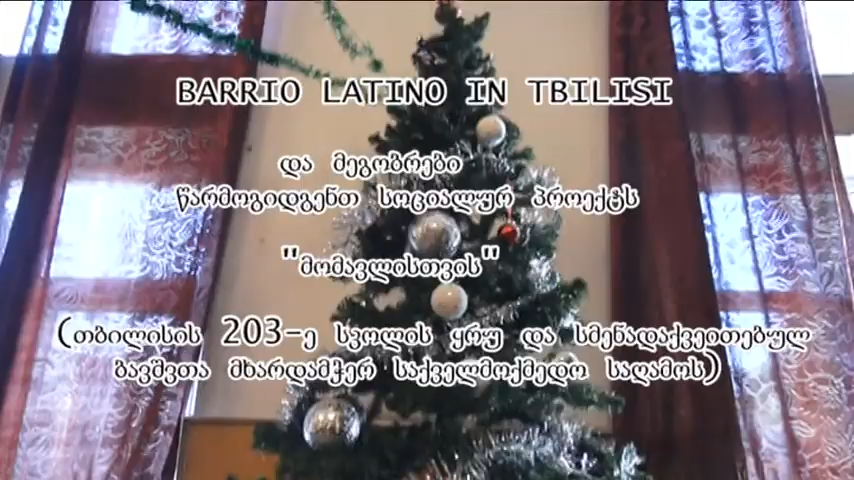 BARRIO LATINO IN TBILISI
და მეგობრები
წარმოგიდგენთ სოციალურ პროექტს
"მომავლისთვის"
(თბილისის 203-ე სკოლის ყრუ და სმენადაქვეითებულ
ბავშვთა მხარდამჭერ საქველმოქმედო საღამოს)